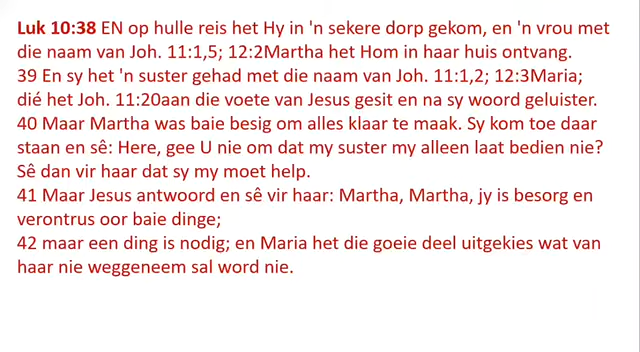 Luk 10:38 EN op hulle reis het Hy in 'n sekere dorp gekom, en 'n vrou met
die naam van Joh. 11:1,5; 12:2Martha het Hom in haar huis ontvang.
39 En sy het 'n suster gehad met die naam van Joh. 11:1,2; 12:3Maria;
dié het Joh. 11:20aan die voete van Jesus gesit en na sy woord geluister.
40 Maar Martha was baie besig om alles klaar te maak. Sy kom toe daar
staan en sê: Here, gee U nie om dat my suster my alleen laat bedien nie?
Sê dan vir haar dat sy my moet help.
41 Maar Jesus antwoord en sê vir haar: Martha, Martha, jy is besorg en
verontrus oor baie dinge;
42 maar een ding is nodig; en Maria het die goeie deel uitgekies wat van
haar nie weggeneem sal word nie.